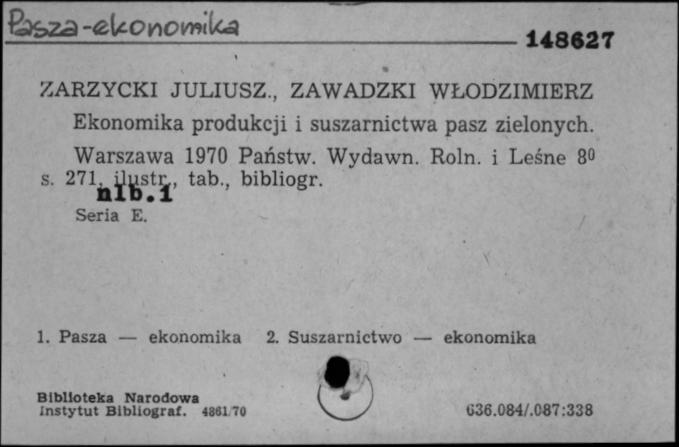 Pasza-ekonomika
148627
ZARZYCKI JULIUSZ., ZAWADZKI WŁODZIMIERZ
Ekonomika produkcji i suszarnictwa pasz zielonych.
Warszawa 1970 Państw. Wydawn. Roln. i Leśne 8⁰
s. 271, ilustr., tab., bibliogr.
nlb.1
Seria E.
1. Pasza — ekonomika 2. Suszarnictwo — ekonomika
Biblioteka Narodowa
Instytut Bibliograf. 4861/70
636.084/.087:338